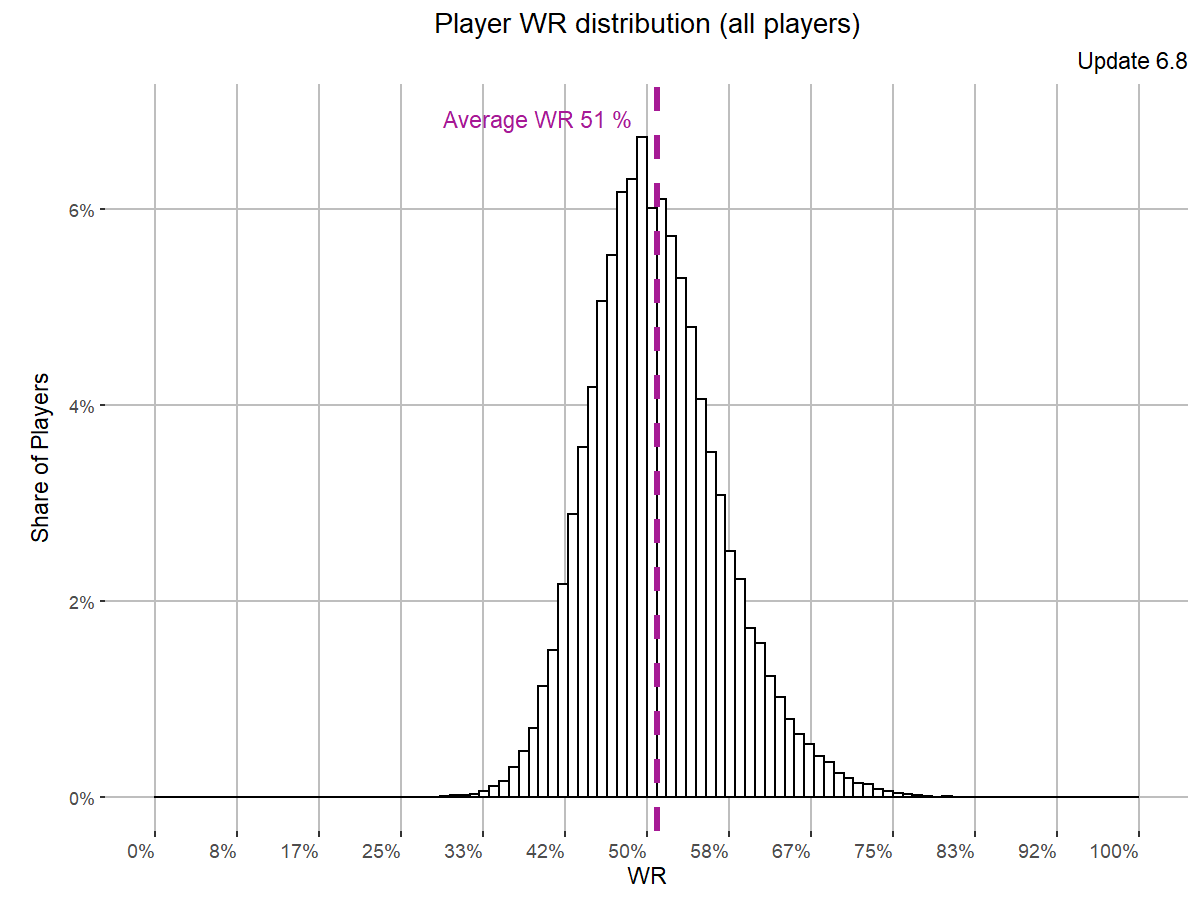 Player WR distribution (all players)
Update 6.8
Average WR 51 %
6%
4%
2%
0%
Share of Players
0% 8% 17% 25% 33% 42% 50% 58% 67% 75% 83% 92% 100%
WR